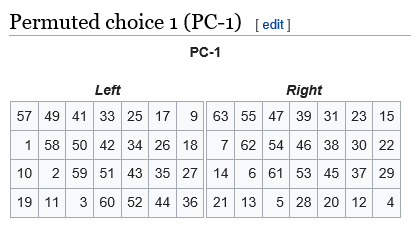 Permuted choice 1 (PC-1) [ edit ]
PC-1
Left Right
57 49 41 33 25 17 9 63 55 47 39 31 23 15
1 58 50 42 34 26 18 7 62 54 46 38 30 22
10 2 59 51 43 35 27 14 6 61 53 45 37 29
19 11 3 60 52 44 36 21 13 5 28 20 12 4